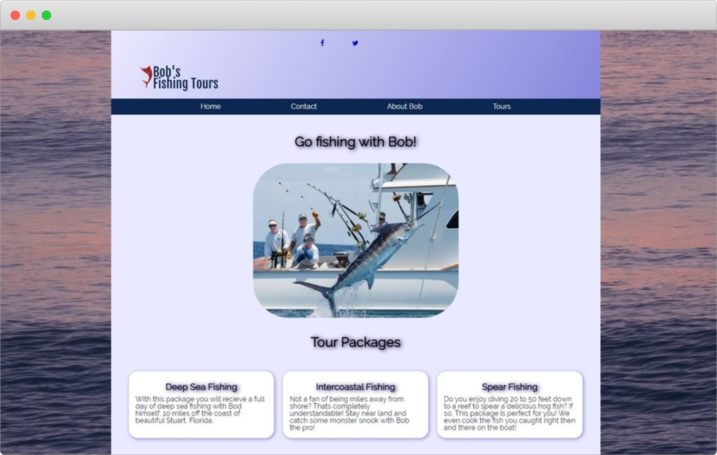 Bob's
Fishing Tours
Home Contact About Bob Tours
Go fishing with Bob!
Tour Packages
Deep Sea Fishing
With this package you will recieve a full
day of deep sea fishing with Bod
himself, 10 miles off the coast of
beautiful Stuart, Florida.
Intercoastal Fishing
Not a fan of being miles away from
shore? Thats completely
understandable! Stay near land and
catch some monster snook with Bob
the pro!
Spear Fishing
Do you enjoy diving 20 to 50 feet down
to a reef to spear a delicious hog fish? If
so, This package is perfect for you! We
even cook the fish you caught right then
and there on the boat!